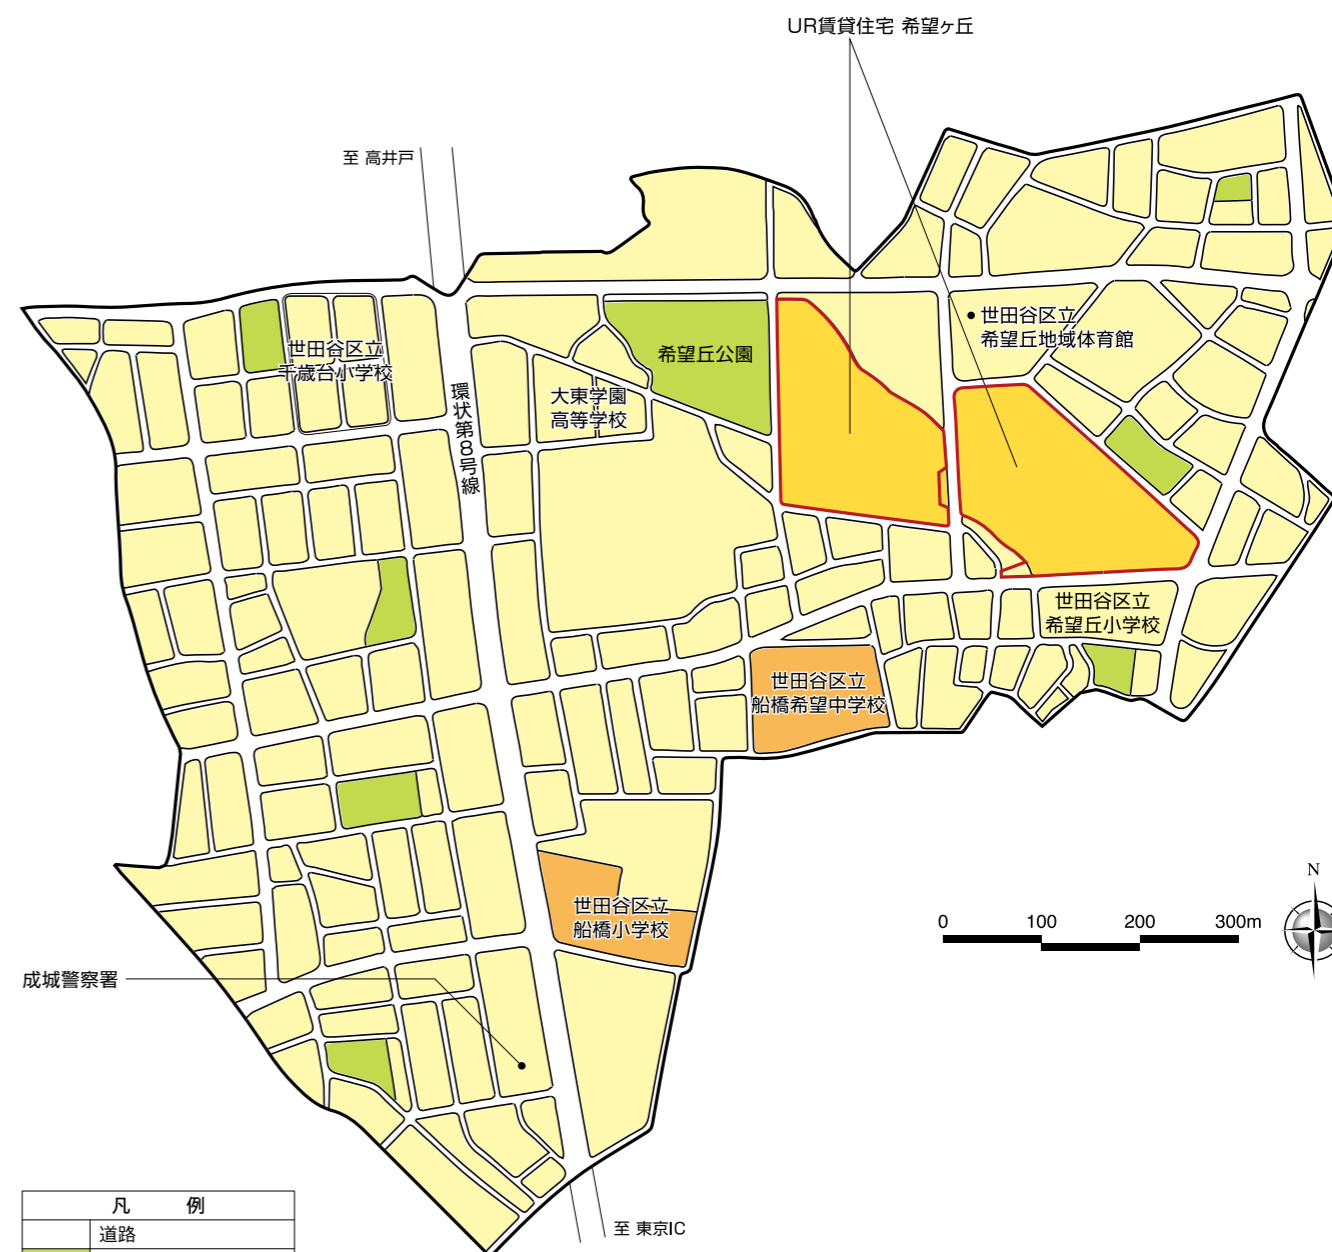 UR賃貸住宅 希望ヶ丘
至 高井戸
世田谷区立
希望丘地域体育館
世田谷区立
千歳台小学校
希望丘公園
環状第8号線
大東学園
高等学校
世田谷区立
希望丘小学校
世田谷区立
船橋希望中学校
世田谷区立
船橋小学校
N
0 100 200 300m
成城警察署
凡 例
道路
至 東京IC